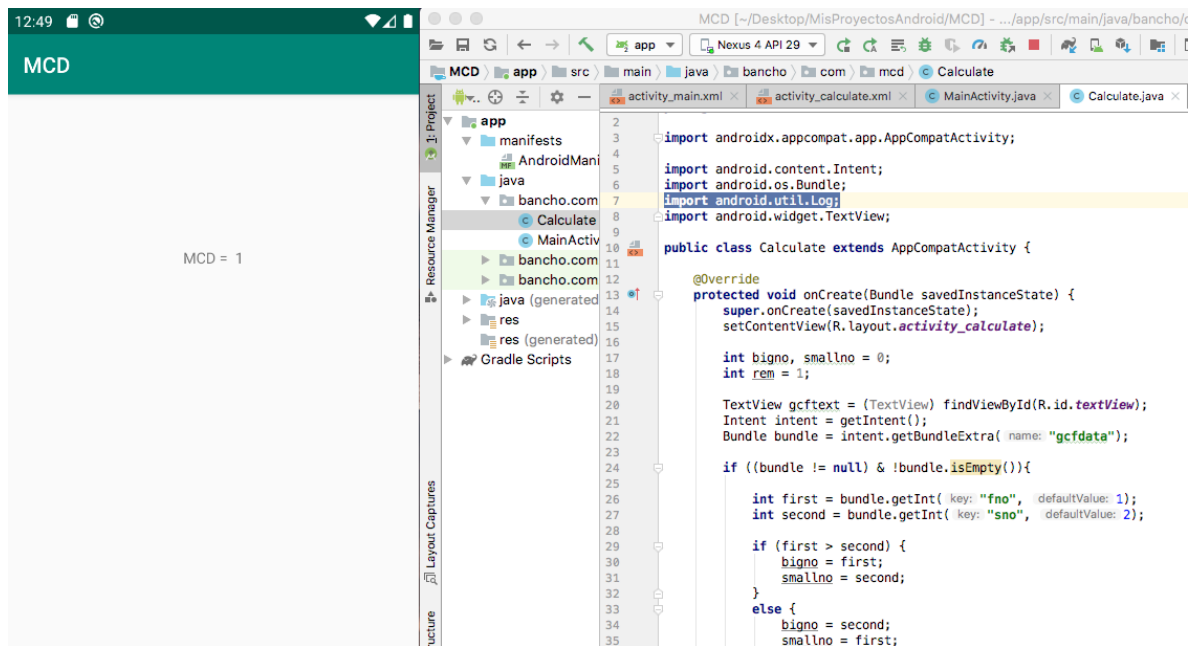 12:49
MCD
MCD = 1
MCD [~/Desktop/MisProyectosAndroid/MCD] - .../app/src/main/java/bancho/
app
Nexus 4 API 29
MCD
app
src
main
java
bancho
com
mcd
Calculate
1: Project
Resource Manager
Layout Captures
ucture
app
manifests
AndroidMani
java
bancho.com
Calculate
MainActiv
bancho.com
bancho.com
java (generated
res
res (generated)
Gradle Scripts
activity_main.xml
activity_calculate.xml
MainActivity.java
Calculate.java
2
3 import androidx.appcompat.app.AppCompatActivity;
4
5 import android.content.Intent;
6 import android.os.Bundle;
7 import android.util.Log;
8 import android.widget.TextView;
9
10 public class Calculate extends AppCompatActivity {
11
12 @Override
13 protected void onCreate(Bundle savedInstanceState) {
14 super.onCreate(savedInstanceState);
15 setContentView(R.layout.activity_calculate);
16
17 int bigno, smallno = 0;
18 int rem = 1;
19
20 TextView gcftext = (TextView) findViewById(R.id.textView);
21 Intent intent = getIntent();
22 Bundle bundle = intent.getBundleExtra( name: "gcfdata");
23
24 if ((bundle != null) & !bundle.isEmpty()){
25
26 int first = bundle.getInt( key: "fno", defaultValue: 1);
27 int second = bundle.getInt( key: "sno", defaultValue: 2);
28
29 if (first > second) {
30 bigno = first;
31 smallno = second;
32 }
33 else {
34 bigno = second;
35 smallno = first;